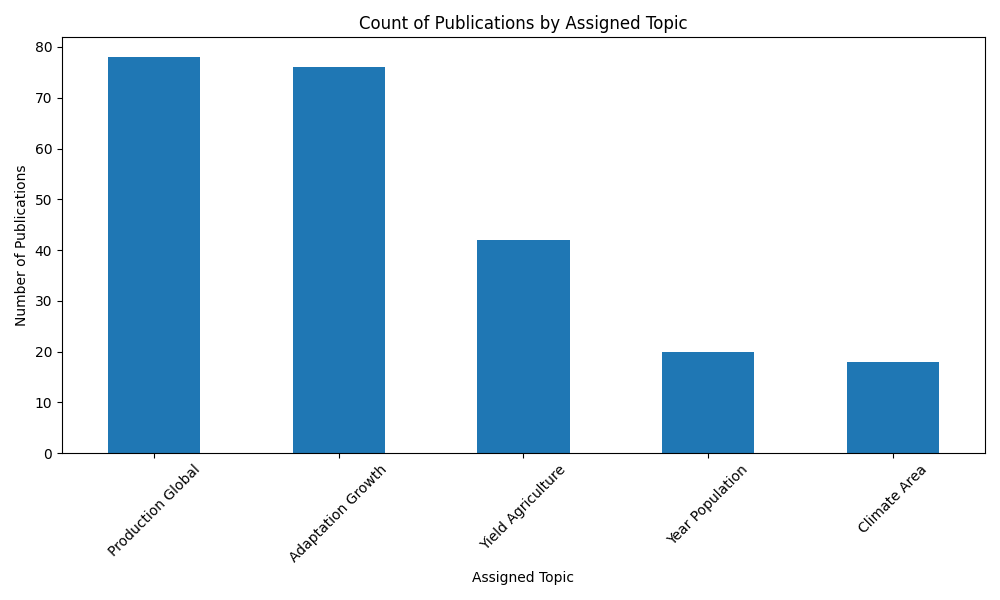 Count of Publications by Assigned Topic
Number of Publications
80
70
60
50
40
30
20
10
0
Production Global
Adaptation Growth
Yield Agriculture
Year Population
Climate Area
Assigned Topic